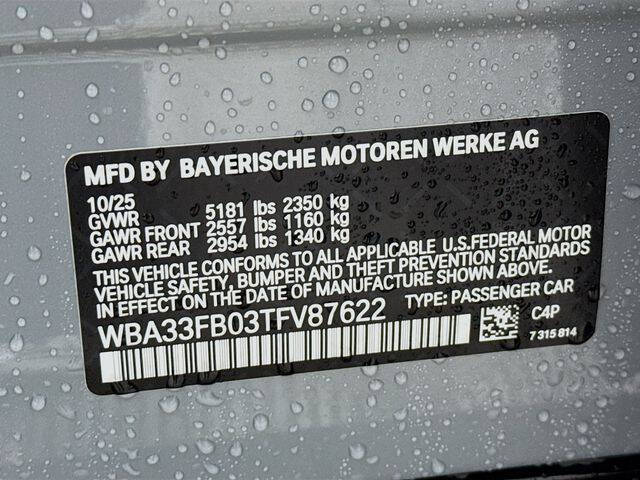 MFD BY BAYERISCHE MOTOREN WERKE AG
10/25
GVWR 5181 lbs 2350 kg
GAWR FRONT 2557 lbs 1160 kg
GAWR REAR 2954 lbs 1340 kg
THIS VEHICLE CONFORMS TO ALL APPLICABLE U.S.FEDERAL MOTOR
VEHICLE SAFETY, BUMPER AND THEFT PREVENTION STANDARDS
IN EFFECT ON THE DATE OF MANUFACTURE SHOWN ABOVE.
WBA33FB03TFV87622 TYPE: PASSENGER CAR
C4P
7 315 814